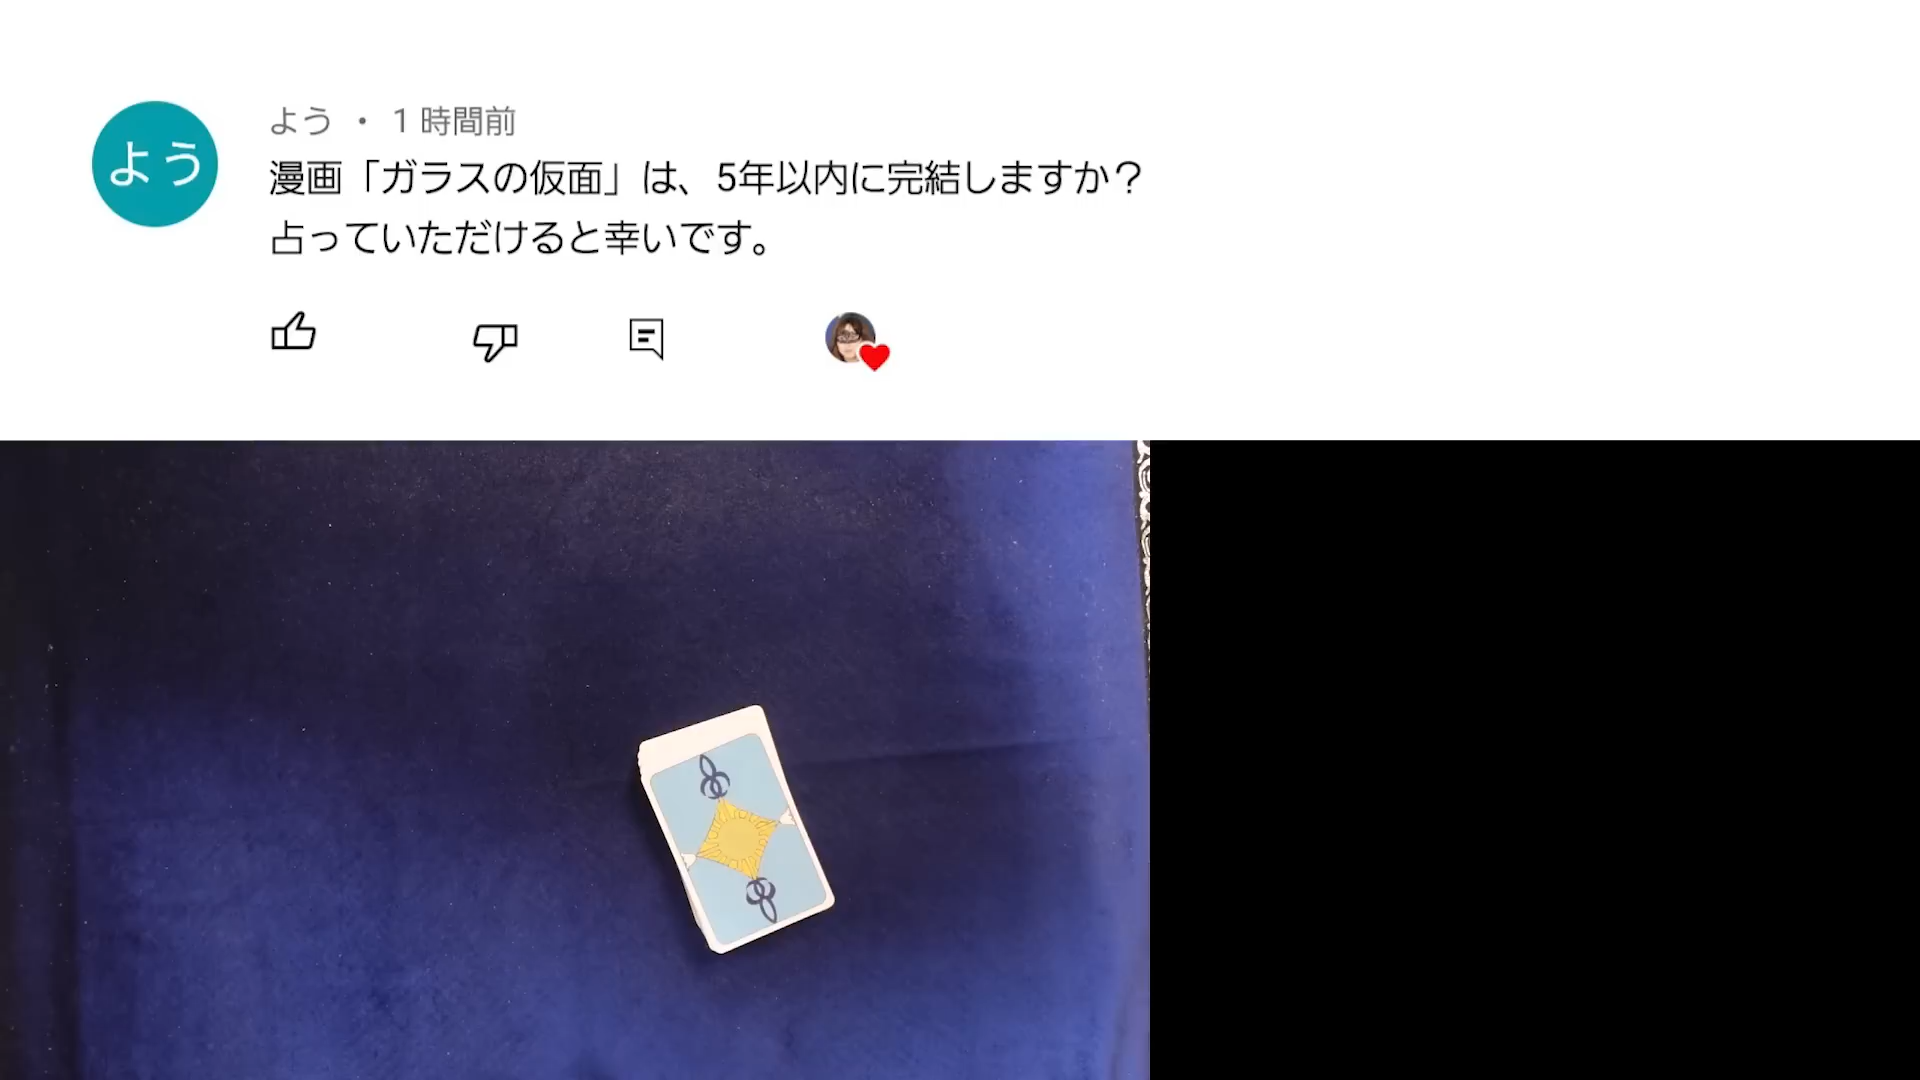 よう
よう ・ 1 時間前
漫画「ガラスの仮面」は、5年以内に完結しますか？
占っていただけると幸いです。